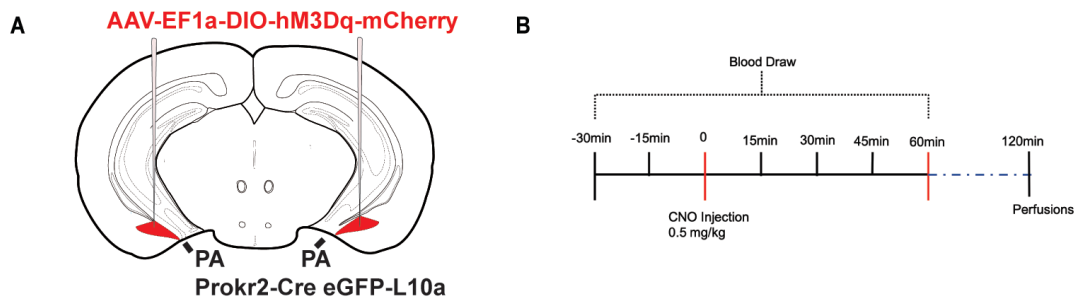 A
AAV-EF1a-DIO-hM3Dq-mCherry
PA
PA
Prokr2-Cre eGFP-L10a
B
Blood Draw
-30min
-15min
0
15min
30min
45min
60min
120min
CNO Injection
0.5 mg/kg
Perfusions